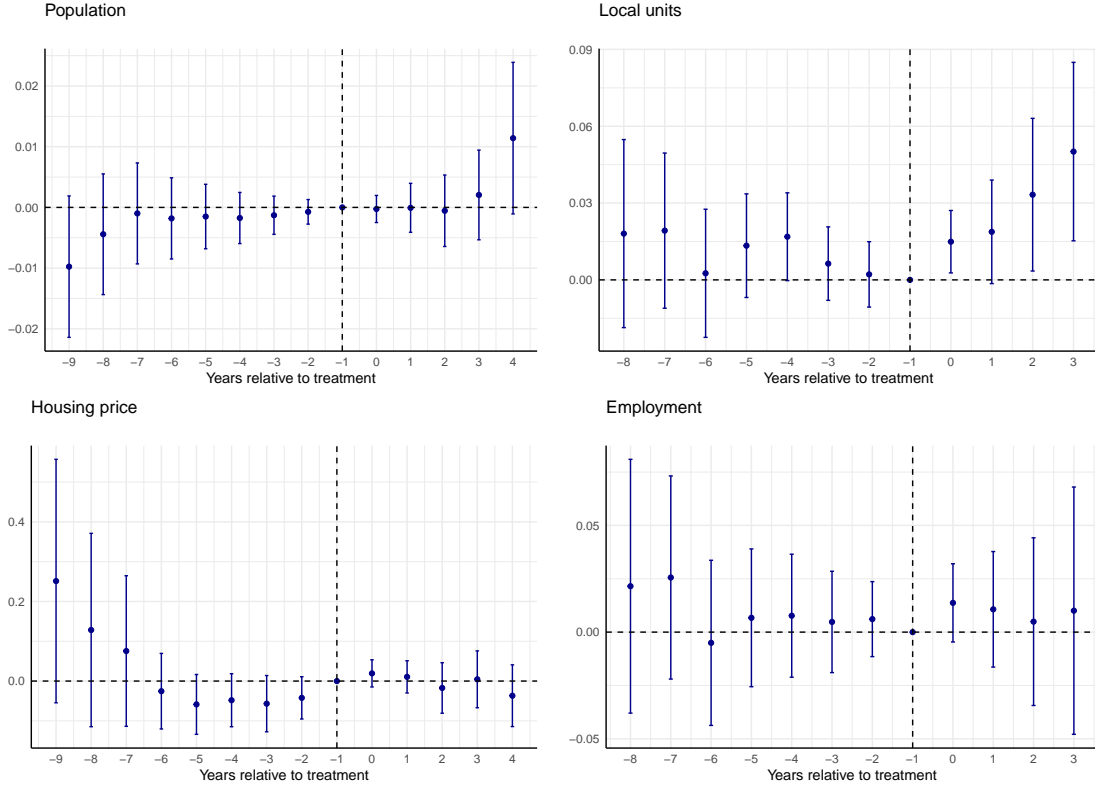 Population
0.02
0.01
0.00
−0.01
−0.02
−9 −8 −7 −6 −5 −4 −3 −2 −1 0 1 2 3 4
Years relative to treatment
Local units
0.09
0.06
0.03
0.00
−8 −7 −6 −5 −4 −3 −2 −1 0 1 2 3
Years relative to treatment
Housing price
0.4
0.2
0.0
−9 −8 −7 −6 −5 −4 −3 −2 −1 0 1 2 3 4
Years relative to treatment
Employment
0.05
0.00
−0.05
−8 −7 −6 −5 −4 −3 −2 −1 0 1 2 3
Years relative to treatment